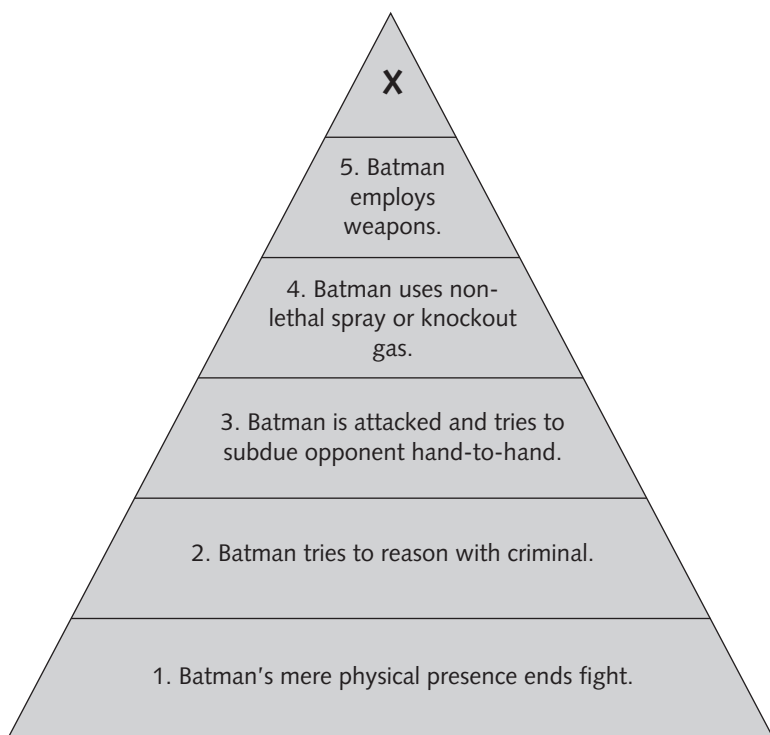 X
5. Batman
employs
weapons.
4. Batman uses non-
lethal spray or knockout
gas.
3. Batman is attacked and tries to
subdue opponent hand-to-hand.
2. Batman tries to reason with criminal.
1. Batman's mere physical presence ends fight.